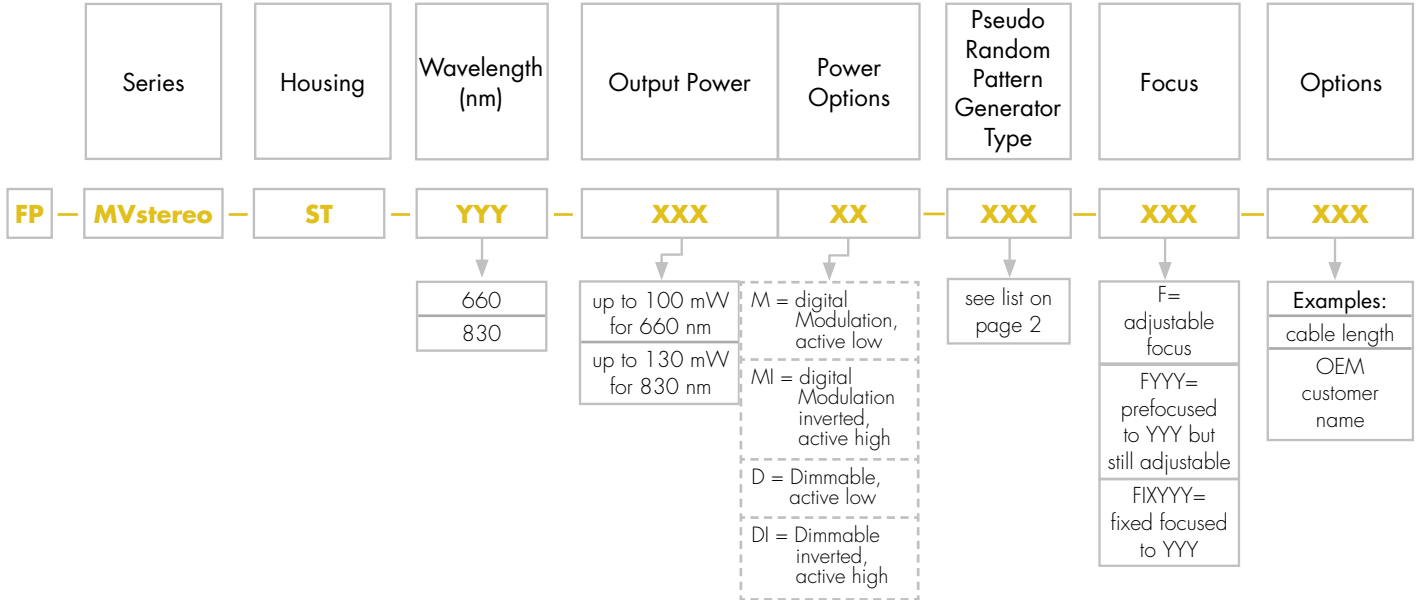 Series
Housing
Wavelength
(nm)
Output Power
Power
Options
Pseudo
Random
Pattern
Generator
Type
Focus
Options
FP – MVstereo – ST – YYY – XXX XX – XXX – XXX – XXX
660
830
up to 100 mW
for 660 nm
up to 130 mW
for 830 nm
M = digital
Modulation,
active low
MI = digital
Modulation
inverted,
active high
D = Dimmable,
active low
DI = Dimmable
inverted,
active high
see list on
page 2
F=
adjustable
focus
FYYY=
prefocused
to YYY but
still adjustable
FIXYYY=
fixed focused
to YYY
Examples:
cable length
OEM
customer
name